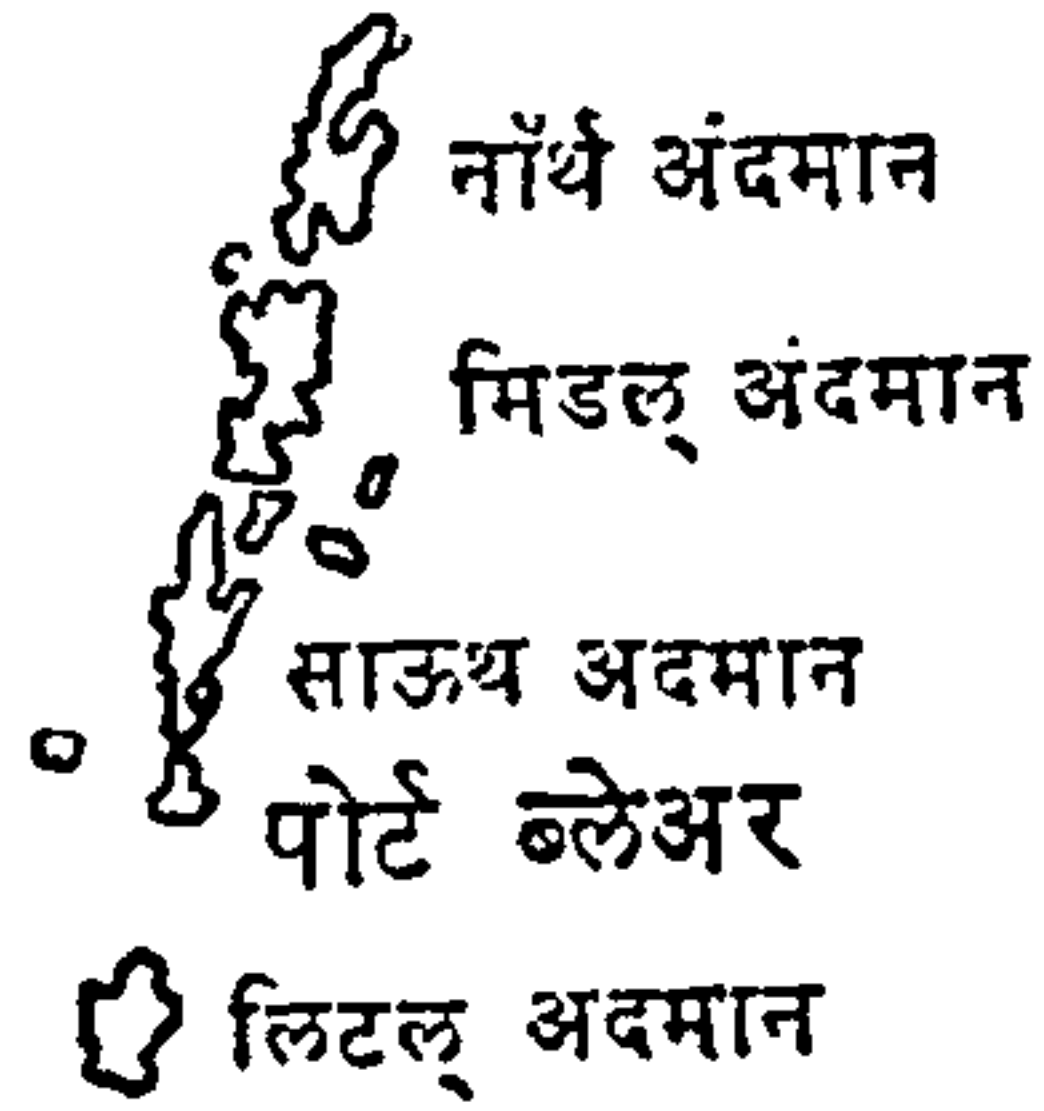 नॉर्थ अंदमान
मिडल् अंदमान
साऊथ अदमान
पोर्ट ब्लेअर
लिटल् अदमान